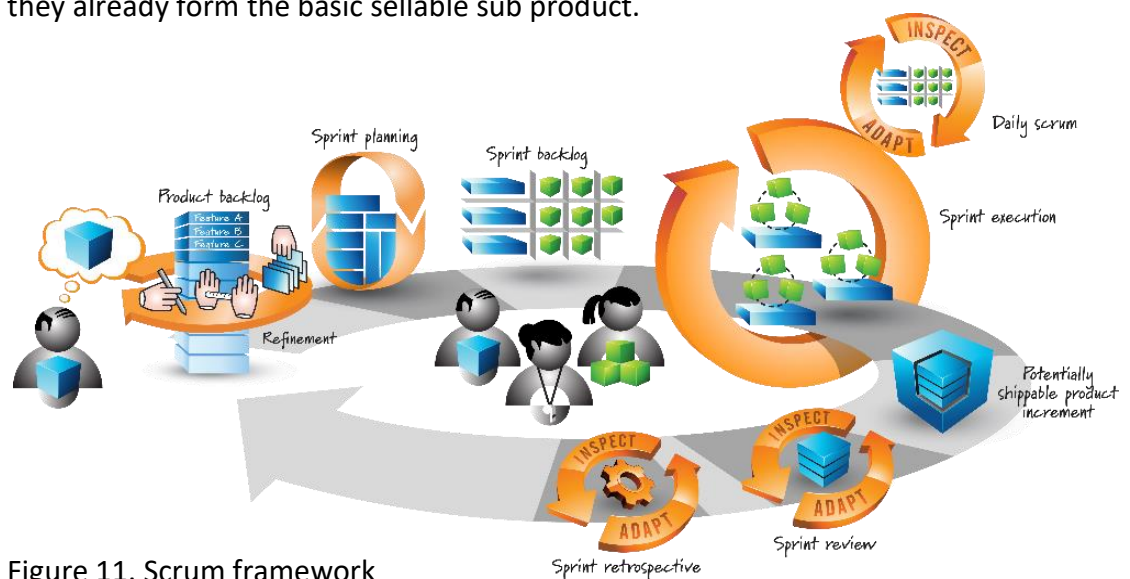 they already form the basic sellable sub product.
INSPECT
ADAPT
Daily scrum
Sprint planning
Sprint backlog
Product backlog
Feature A
Feature B
Feature C
Sprint execution
Refinement
Potentially
shippable product
increment
INSPECT
ADAPT
Sprint review
INSPECT
ADAPT
Sprint retrospective
Figure 11. Scrum framework